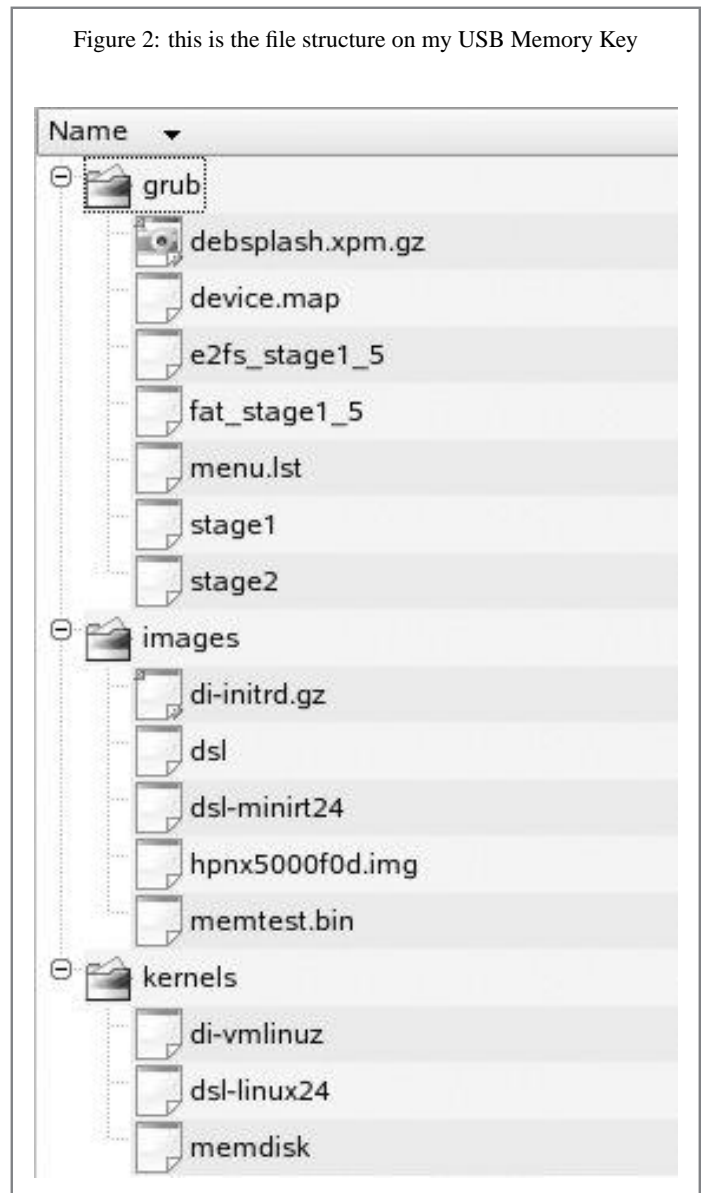 Figure 2: this is the file structure on my USB Memory Key
Name
grub
debsplash.xpm.gz
device.map
e2fs_stage1_5
fat_stage1_5
menu.lst
stage1
stage2
images
di-initrd.gz
dsl
dsl-minirt24
hpnx5000f0d.img
memtest.bin
kernels
di-vmlinuz
dsl-linux24
memdisk